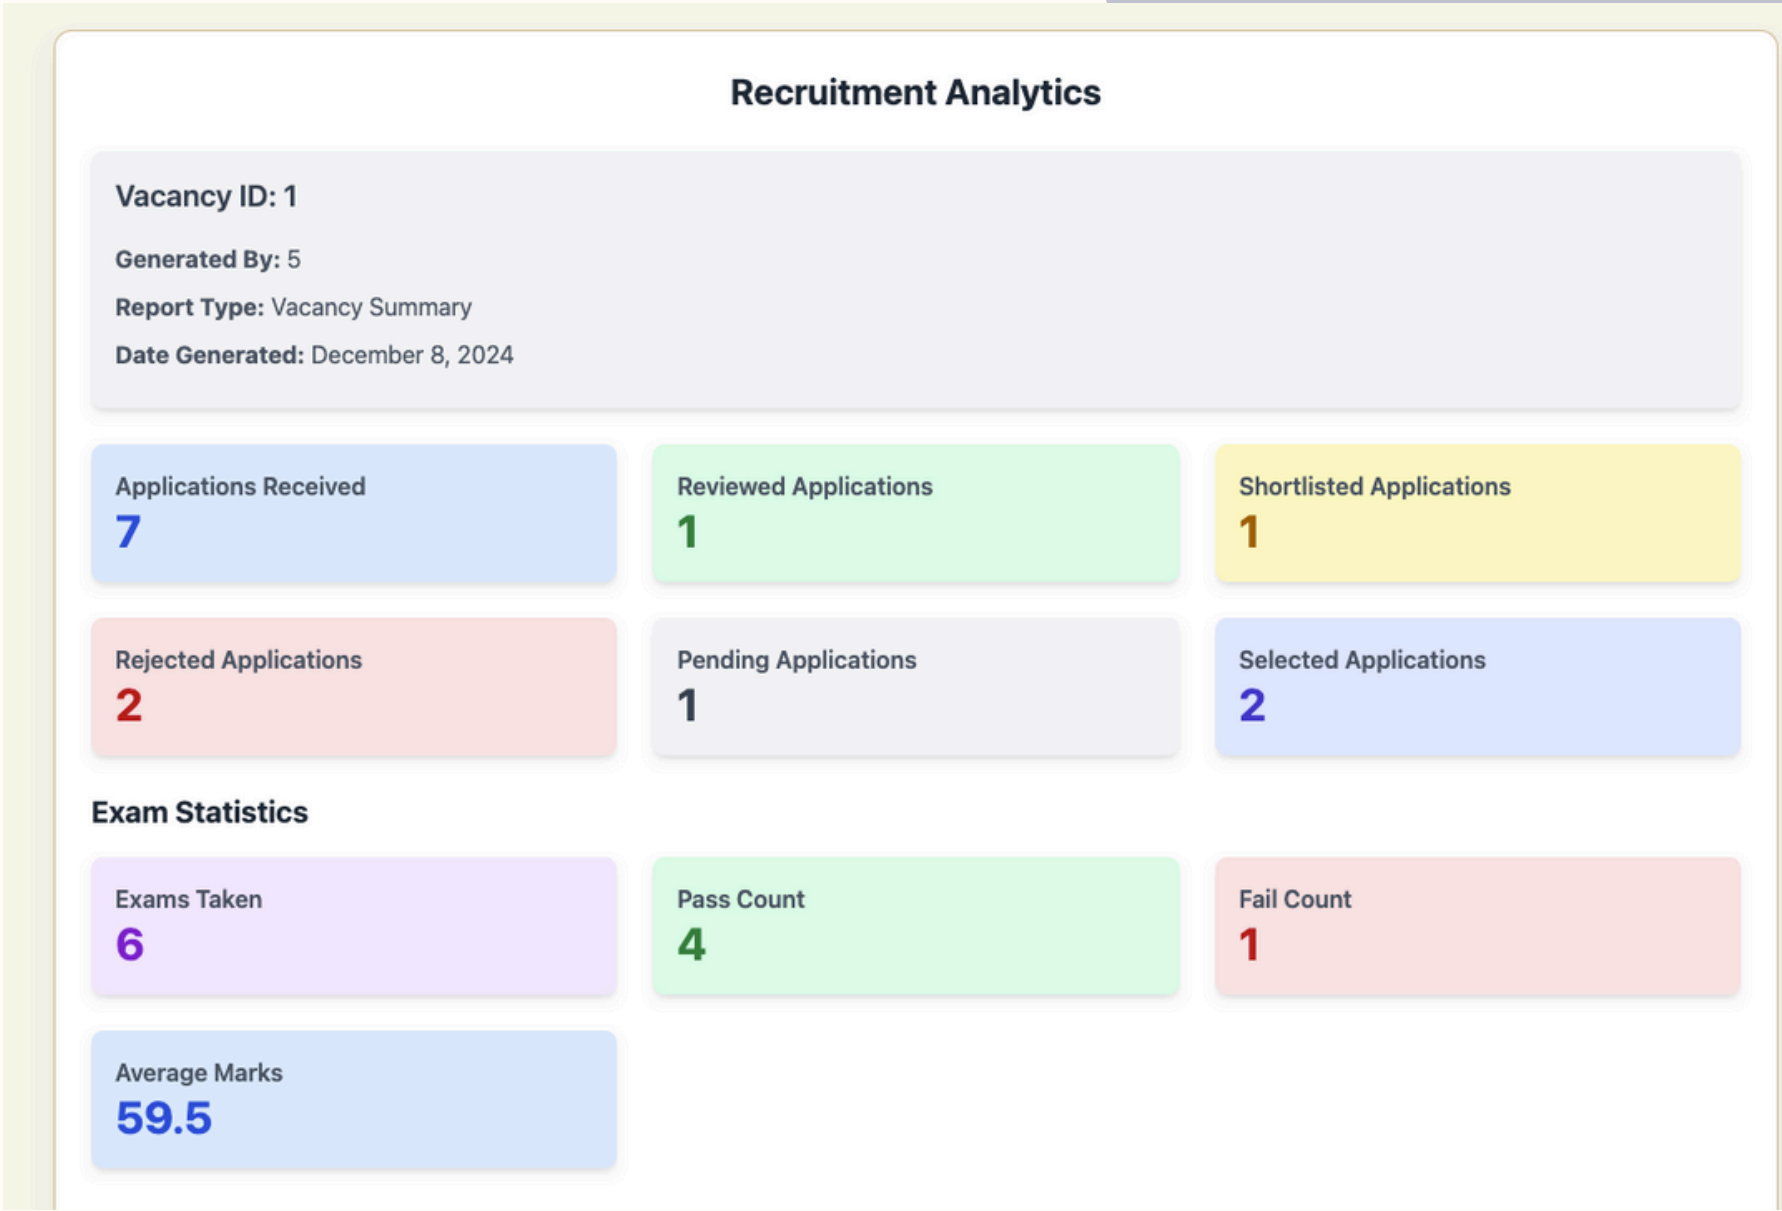 Recruitment Analytics
Vacancy ID: 1
Generated By: 5
Report Type: Vacancy Summary
Date Generated: December 8, 2024
Applications Received
7
Reviewed Applications
1
Shortlisted Applications
1
Rejected Applications
2
Pending Applications
1
Selected Applications
2
Exam Statistics
Exams Taken
6
Pass Count
4
Fail Count
1
Average Marks
59.5